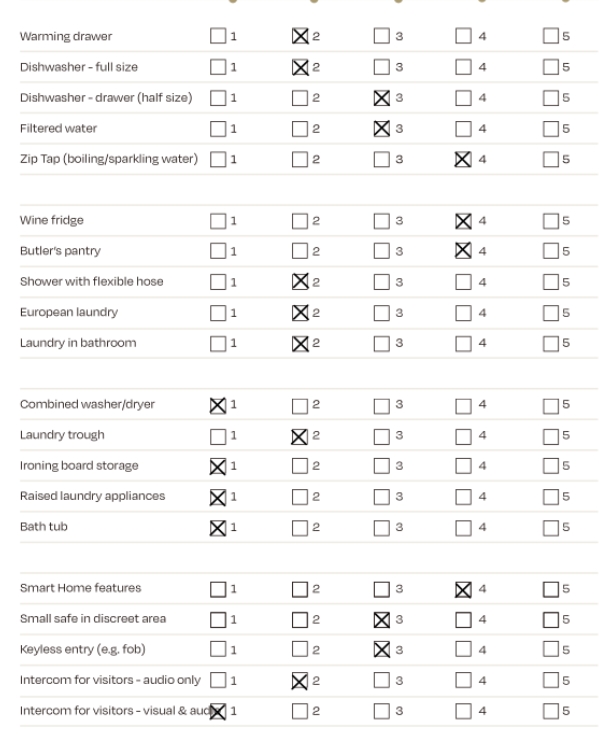 Warming drawer 1 2 3 4 5
Dishwasher - full size 1 2 3 4 5
Dishwasher - drawer (half size) 1 2 3 4 5
Filtered water 1 2 3 4 5
Zip Tap (boiling/sparkling water) 1 2 3 4 5
Wine fridge 1 2 3 4 5
Butler's pantry 1 2 3 4 5
Shower with flexible hose 1 2 3 4 5
European laundry 1 2 3 4 5
Laundry in bathroom 1 2 3 4 5
Combined washer/dryer 1 2 3 4 5
Laundry trough 1 2 3 4 5
Ironing board storage 1 2 3 4 5
Raised laundry appliances 1 2 3 4 5
Bath tub 1 2 3 4 5
Smart Home features 1 2 3 4 5
Small safe in discreet area 1 2 3 4 5
Keyless entry (e.g. fob) 1 2 3 4 5
Intercom for visitors - audio only 1 2 3 4 5
Intercom for visitors - visual & 1 2 3 4 5